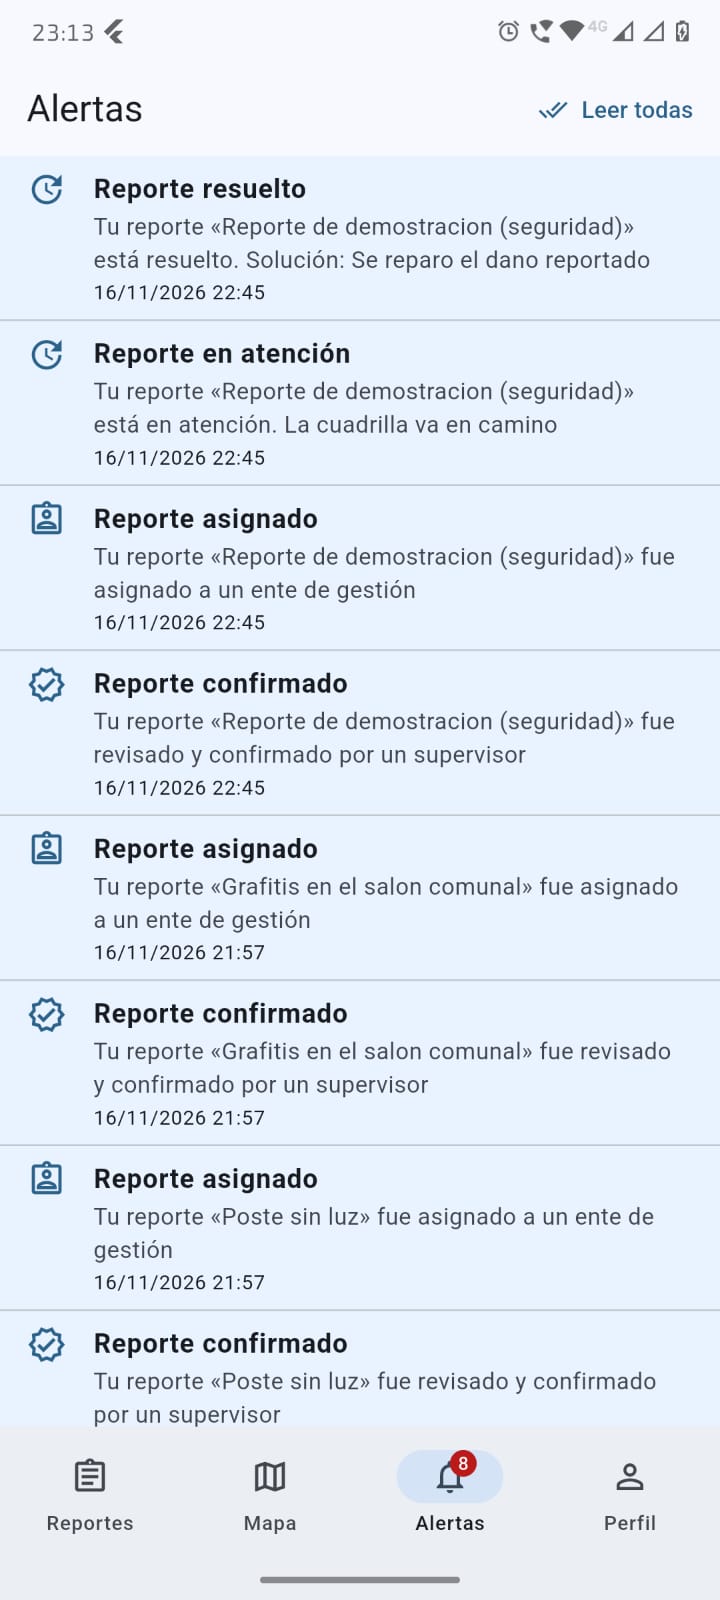 23:13
4G
Alertas
Leer todas
Reporte resuelto
Tu reporte «Reporte de demostracion (seguridad)»
está resuelto. Solución: Se reparo el dano reportado
16/11/2026 22:45
Reporte en atención
Tu reporte «Reporte de demostracion (seguridad)»
está en atención. La cuadrilla va en camino
16/11/2026 22:45
Reporte asignado
Tu reporte «Reporte de demostracion (seguridad)» fue
asignado a un ente de gestión
16/11/2026 22:45
Reporte confirmado
Tu reporte «Reporte de demostracion (seguridad)» fue
revisado y confirmado por un supervisor
16/11/2026 22:45
Reporte asignado
Tu reporte «Grafitis en el salon comunal» fue asignado
a un ente de gestión
16/11/2026 21:57
Reporte confirmado
Tu reporte «Grafitis en el salon comunal» fue revisado
y confirmado por un supervisor
16/11/2026 21:57
Reporte asignado
Tu reporte «Poste sin luz» fue asignado a un ente de
gestión
16/11/2026 21:57
Reporte confirmado
Tu reporte «Poste sin luz» fue revisado y confirmado
por un supervisor
8
Reportes
Mapa
Alertas
Perfil